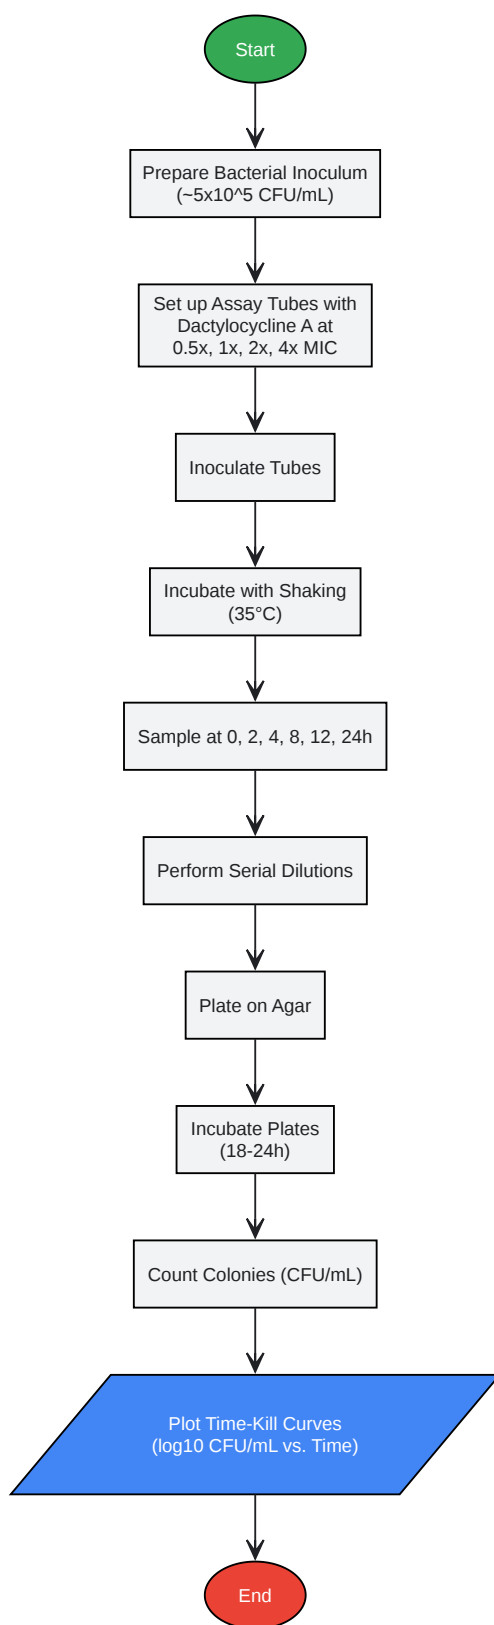 Start
Prepare Bacterial Inoculum
(~5x10^5 CFU/mL)
Set up Assay Tubes with
Dactylocycline A at
0.5x, 1x, 2x, 4x MIC
Inoculate Tubes
Incubate with Shaking
(35°C)
Sample at 0, 2, 4, 8, 12, 24h
Perform Serial Dilutions
Plate on Agar
Incubate Plates
(18-24h)
Count Colonies (CFU/mL)
Plot Time-Kill Curves
(log10 CFU/mL vs. Time)
End